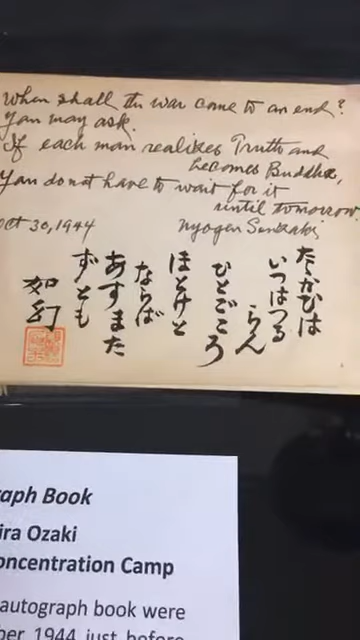 When shall the war come to an end?
You may ask.
If each man realizes Truth and
becomes Buddha,
You do not have to wait for it
until tomorrow.
Oct 30, 1944
Nyogen Senzaki
たゝかひは
いつはつる
らん
ひとごころ
ほとけと
ならば
あすまた
ずとも
如幻
raph Book
ira Ozaki
oncentration Camp
autograph book were
ber 1944 just before